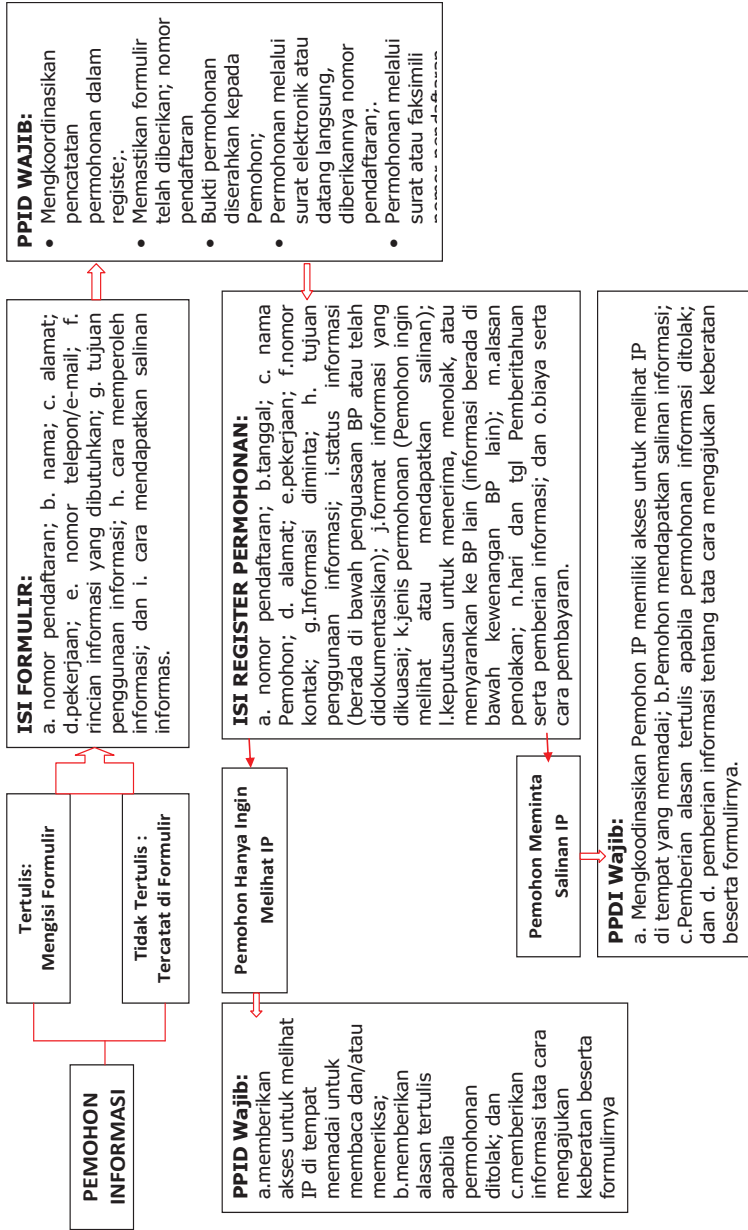 PEMOHON
INFORMASI
Tertulis:
Mengisi Formulir
Tidak Tertulis :
Tercatat di Formulir
ISI FORMULIR:
a. nomor pendaftaran; b. nama; c. alamat;
d.pekerjaan; e. nomor telepon/e-mail; f.
rincian informasi yang dibutuhkan; g. tujuan
penggunaan informasi; h. cara memperoleh
informasi; dan i. cara mendapatkan salinan
informas.
PPID WAJIB:
• Mengkoordinasikan
pencatatan
permohonan dalam
registe;.
• Memastikan formulir
telah diberikan; nomor
pendaftaran
• Bukti permohonan
diserahkan kepada
Pemohon;
• Permohonan melalui
surat elektronik atau
datang langsung,
diberikannya nomor
pendaftaran;.
• Permohonan melalui
surat atau faksimili
nomor pendaftaran
ISI REGISTER PERMOHONAN:
a. nomor pendaftaran; b.tanggal; c. nama
Pemohon; d. alamat; e.pekerjaan; f.nomor
kontak; g.Informasi diminta; h. tujuan
penggunaan informasi; i.status informasi
(berada di bawah penguasaan BP atau telah
didokumentasikan); j.format informasi yang
dikuasai; k.jenis permohonan (Pemohon ingin
melihat atau mendapatkan salinan);
l.keputusan untuk menerima, menolak, atau
menyarankan ke BP lain (informasi berada di
bawah kewenangan BP lain); m.alasan
penolakan; n.hari dan tgl Pemberitahuan
serta pemberian informasi; dan o.biaya serta
cara pembayaran.
Pemohon Hanya Ingin
Melihat IP
PPID Wajib:
a.memberikan
akses untuk melihat
IP di tempat
memadai untuk
membaca dan/atau
memeriksa;
b.memberikan
alasan tertulis
apabila
permohonan
ditolak; dan
c.memberikan
informasi tata cara
mengajukan
keberatan beserta
formulirnya
Pemohon Meminta
Salinan IP
PPDI Wajib:
a. Mengkoodinasikan Pemohon IP memiliki akses untuk melihat IP
di tempat yang memadai; b.Pemohon mendapatkan salinan informasi;
c.Pemberian alasan tertulis apabila permohonan informasi ditolak;
dan d. pemberian informasi tentang tata cara mengajukan keberatan
beserta formulirnya.